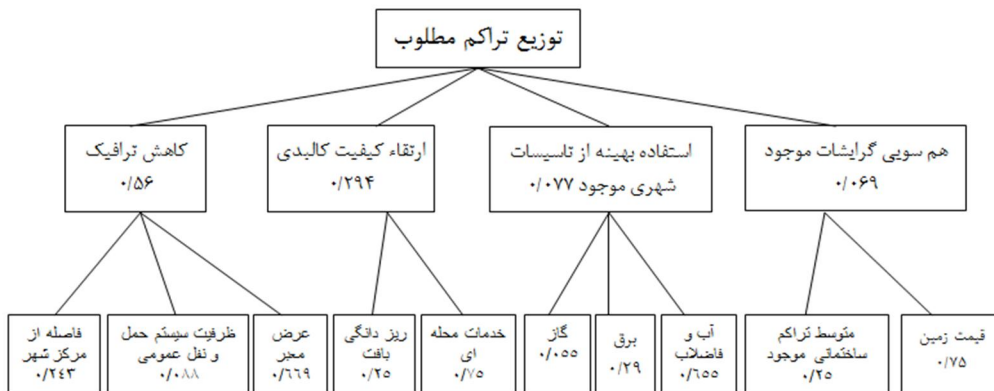 توزیع تراکم مطلوب
هم سویی گرایشات موجود
۰/۰۶۹
استفاده بهینه از تاسیسات
شهری موجود ۰/۰۷۷
ارتقاء کیفیت کالبدی
۰/۲۹۴
کاهش ترافیک
۰/۵۶
قیمت زمین
۰/۷۵
متوسط تراکم
ساختمانی موجود
۰/۲۵
آب و
فاضلاب
۰/۶۵۵
برق
۰/۲۹
گاز
۰/۰۵۵
خدمات محله
ای
۰/۷۵
ریز دانگی
بافت
۰/۲۵
عرض
معبر
۰/۶۶۹
ظرفیت سیستم حمل
و نقل عمومی
۰/۰۸۸
فاصله از
مرکز شهر
۰/۲۴۳